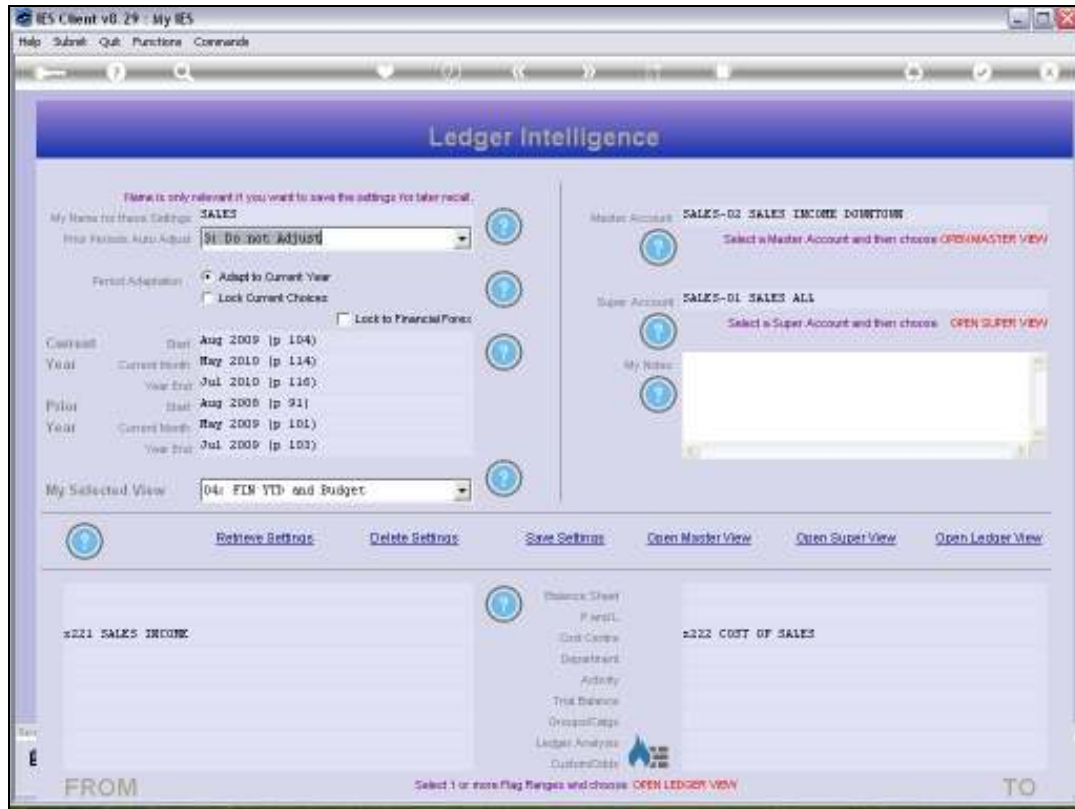 IES Client v8.29 : My IES
Help Submit Quit Functions Commands
Ledger Intelligence
Name is only relevant if you want to save the settings for later recall.
My Name for these Settings SALES
Prior Periods Auto Adjust 9: Do not Adjust
Period Adaptation Adapt to Current Year
Lock Current Choices
Lock to Financial Forex
Current Year Start Aug 2009 (p 104)
Current Month May 2010 (p 114)
Year End Jul 2010 (p 116)
Prior Year Start Aug 2008 (p 91)
Current Month May 2009 (p 101)
Year End Jul 2009 (p 103)
My Selected View 04: FIN YTD and Budget
Master Account SALES-02 SALES INCOME DOWNTOWN
Select a Master Account and then choose OPEN MASTER VIEW
Super Account SALES-01 SALES ALL
Select a Super Account and then choose OPEN SUPER VIEW
My Notes
Retrieve Settings Delete Settings Save Settings Open Master View Open Super View Open Ledger View
Balance Sheet
P and L
s221 SALES INCOME Cost Centre s222 COST OF SALES
Department
Activity
Trial Balance
Ledger Analysis
Select 1 or more Flag Ranges and choose OPEN LEDGER VIEW
FROM TO